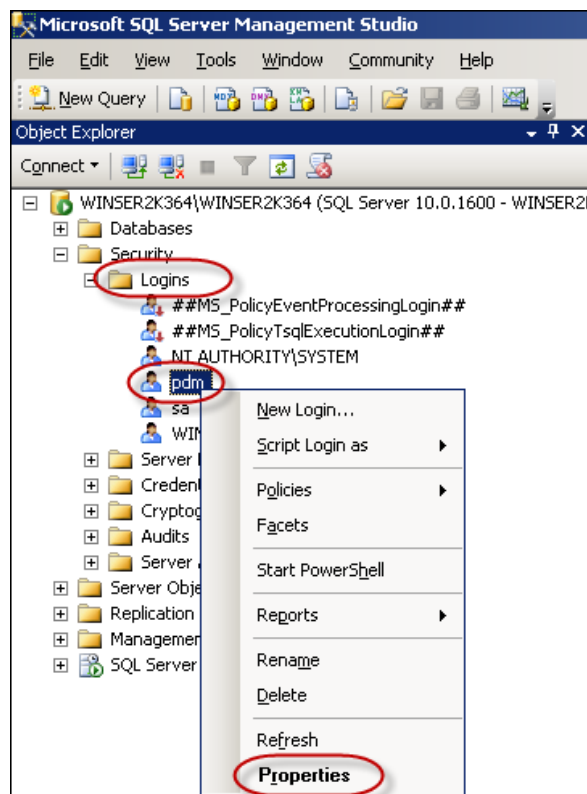 Microsoft SQL Server Management Studio
File Edit View Tools Window Community Help
New Query
Object Explorer
Connect
WINSER2K364\WINSER2K364 (SQL Server 10.0.1600 - WINSER2
Databases
Security
Logins
##MS_PolicyEventProcessingLogin##
##MS_PolicyTsqlExecutionLogin##
NT AUTHORITY\SYSTEM
pdm
sa
WIN
Server
Creden
Cryptog
Audits
Server
Server Obje
Replication
Managemen
SQL Server
New Login...
Script Login as
Policies
Facets
Start PowerShell
Reports
Rename
Delete
Refresh
Properties